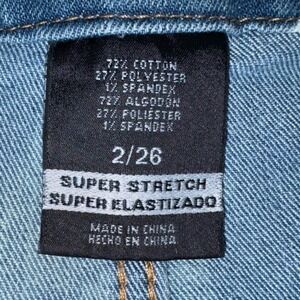 72% COTTON
27% POLYESTER
1% SPANDEX
72% ALGODON
27% POLIESTER
1% SPANDEX
2/26
SUPER STRETCH
SUPER ELASTIZADO
MADE IN CHINA
HECHO EN CHINA